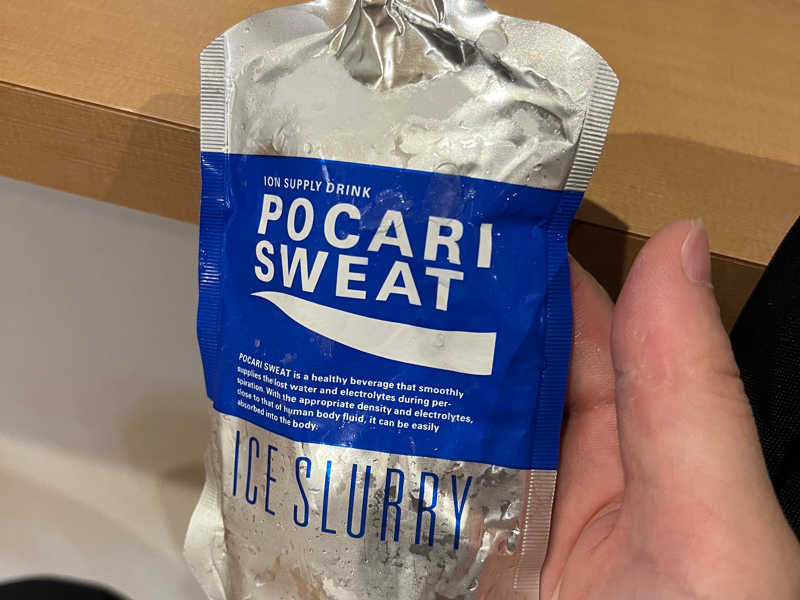 ION SUPPLY DRINK
POCARI
SWEAT
POCARI SWEAT is a healthy beverage that smoothly
supplies the lost water and electrolytes during per-
spiration. With the appropriate density and electrolytes,
close to that of human body fluid, it can be easily
absorbed into the body.
ICE SLURRY